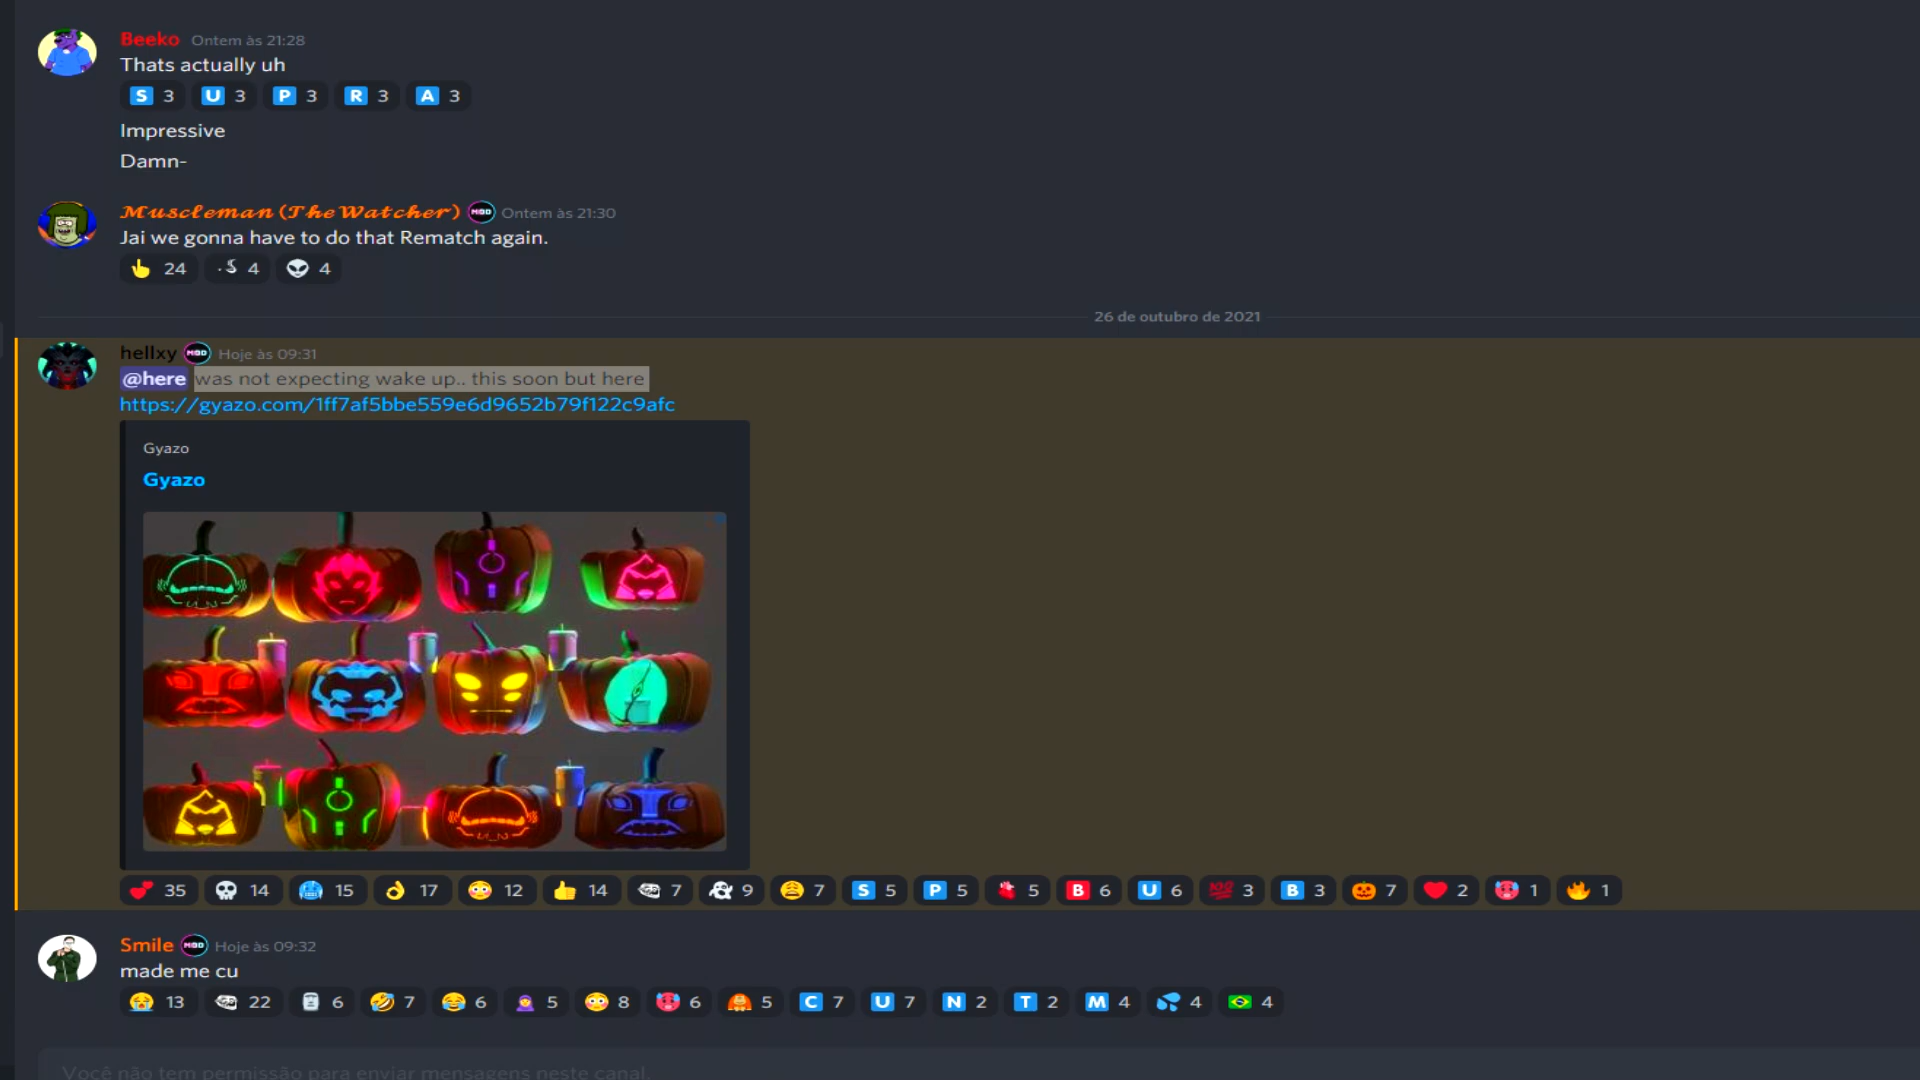 Beeko Ontem às 21:28
Thats actually uh
S 3 U 3 P 3 R 3 A 3
Impressive
Damn-
Muscleman (The Watcher) MOD Ontem às 21:30
Jai we gonna have to do that Rematch again.
24 4 4
26 de outubro de 2021
hellxy MOD Hoje às 09:31
@here was not expecting wake up.. this soon but here
https://gyazo.com/1ff7af5bbe559e6d9652b79f122c9afc
Gyazo
Gyazo
35 14 15 17 12 14 7 9 7 S 5 P 5 5 B 6 U 6 100 3 B 3 7 2 1 1
Smile MOD Hoje às 09:32
made me cu
13 22 6 7 6 5 8 6 5 C 7 U 7 N 2 T 2 M 4 4 4
Você não tem permissão para enviar mensagens neste canal.